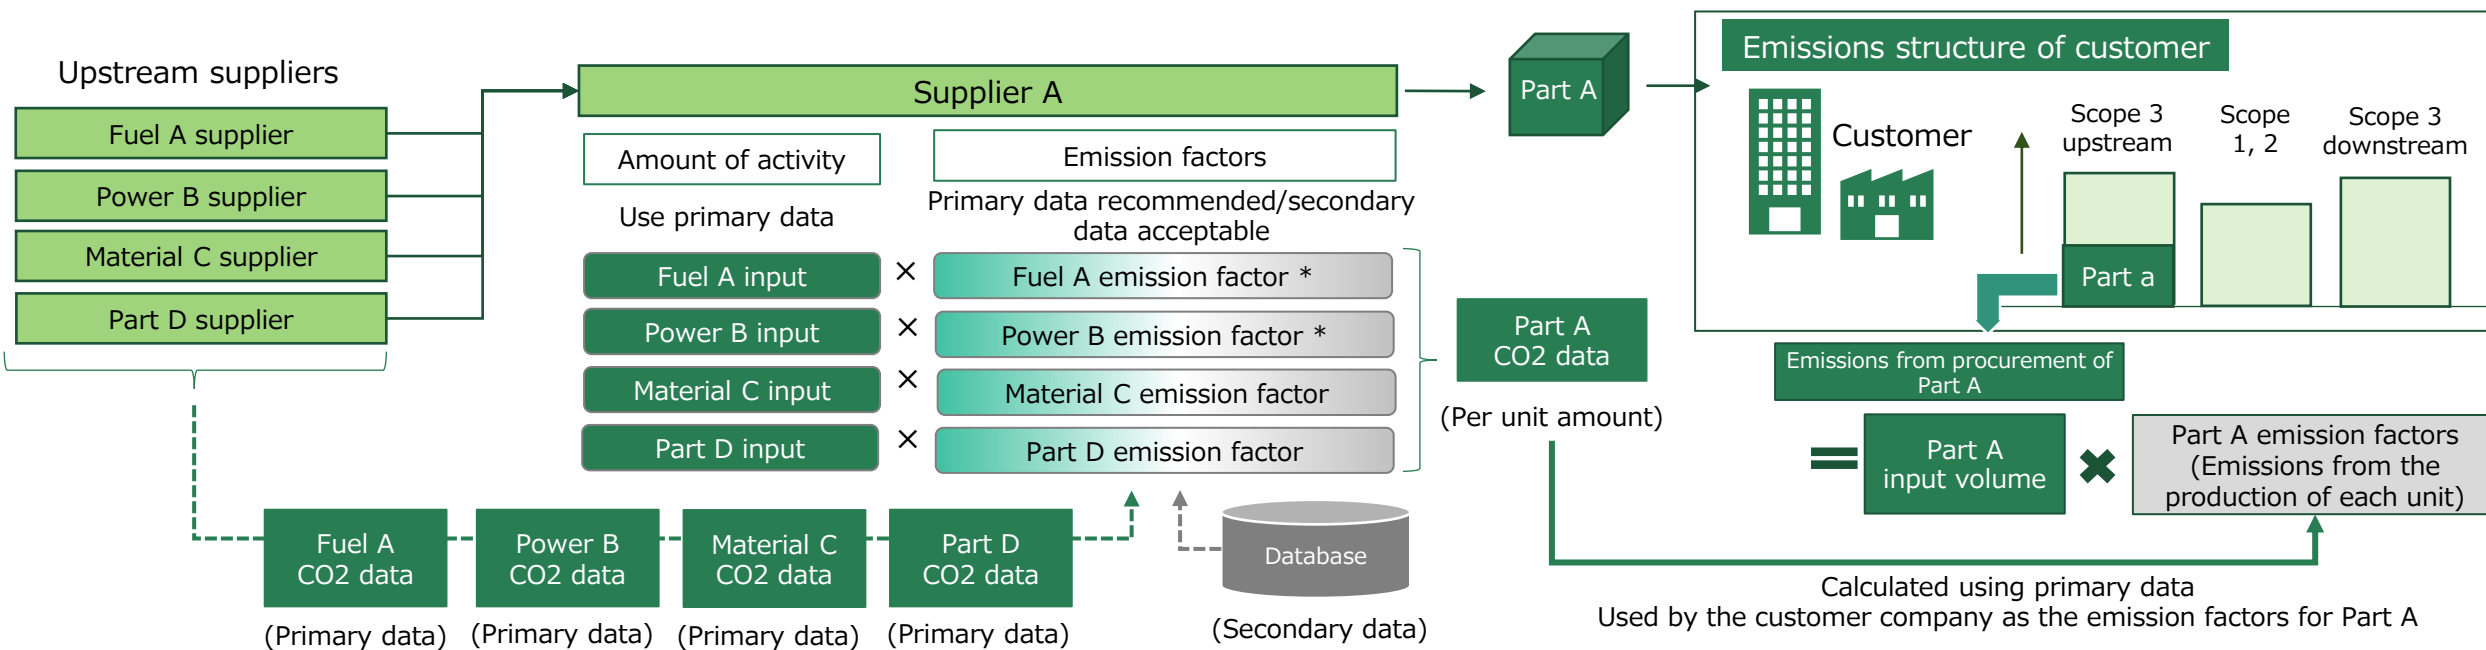 Upstream suppliers
Fuel A supplier
Power B supplier
Material C supplier
Part D supplier
Supplier A
Amount of activity
Use primary data
Emission factors
Primary data recommended/secondary
data acceptable
Fuel A input
×
Fuel A emission factor *
Power B input
×
Power B emission factor *
Material C input
×
Material C emission factor
Part D input
×
Part D emission factor
Fuel A
CO2 data
(Primary data)
Power B
CO2 data
(Primary data)
Material C
CO2 data
(Primary data)
Part D
CO2 data
(Primary data)
Database
(Secondary data)
Part A
CO2 data
(Per unit amount)
Part A
Emissions structure of customer
Customer
Scope 3
upstream
Scope
1, 2
Scope 3
downstream
Part a
Emissions from procurement of
Part A
=
Part A
input volume
×
Part A emission factors
(Emissions from the
production of each unit)
Calculated using primary data
Used by the customer company as the emission factors for Part A